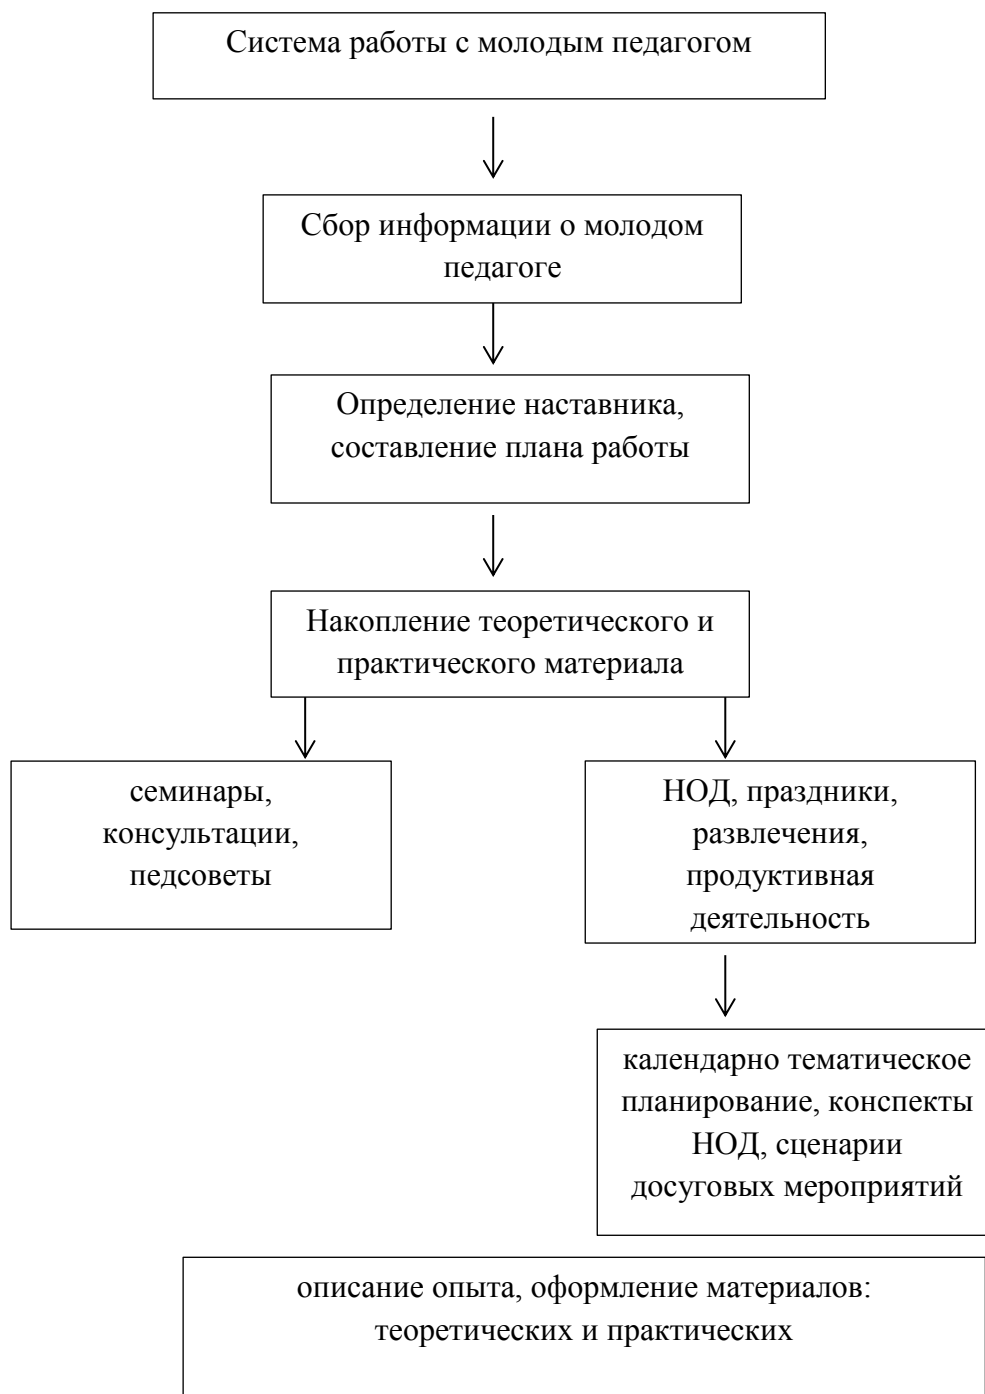 Система работы с молодым педагогом
Сбор информации о молодом
педагоге
Определение наставника,
составление плана работы
Накопление теоретического и
практического материала
семинары,
консультации,
педсоветы
НОД, праздники,
развлечения,
продуктивная
деятельность
календарно тематическое
планирование, конспекты
НОД, сценарии
досуговых мероприятий
описание опыта, оформление материалов:
теоретических и практических